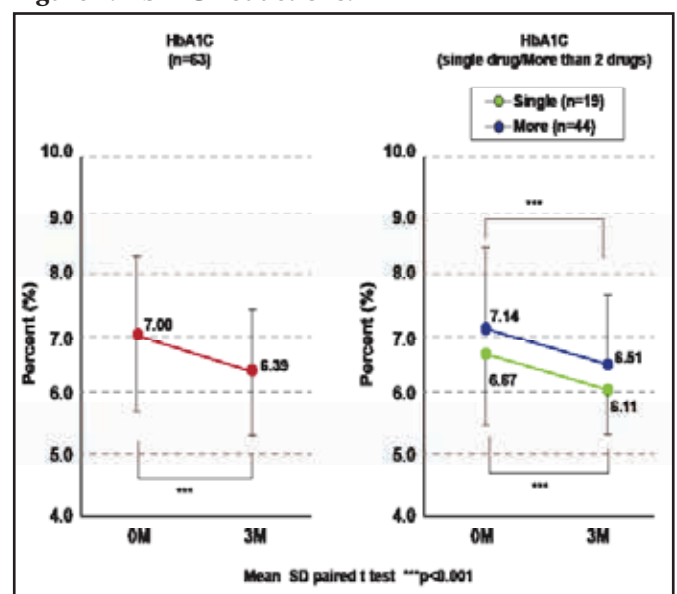 HbA1C
(n=63)
10.0
9.0
8.0
7.0
6.0
5.0
4.0
Percent (%)
7.00
6.39
***
0M
3M
HbA1C
(single drug/More than 2 drugs)
Single (n=19)
More (n=44)
10.0
9.0
8.0
7.0
6.0
5.0
4.0
Percent (%)
***
7.14
6.51
6.67
6.11
***
0M
3M
Mean SD paired t test ***p<0.001